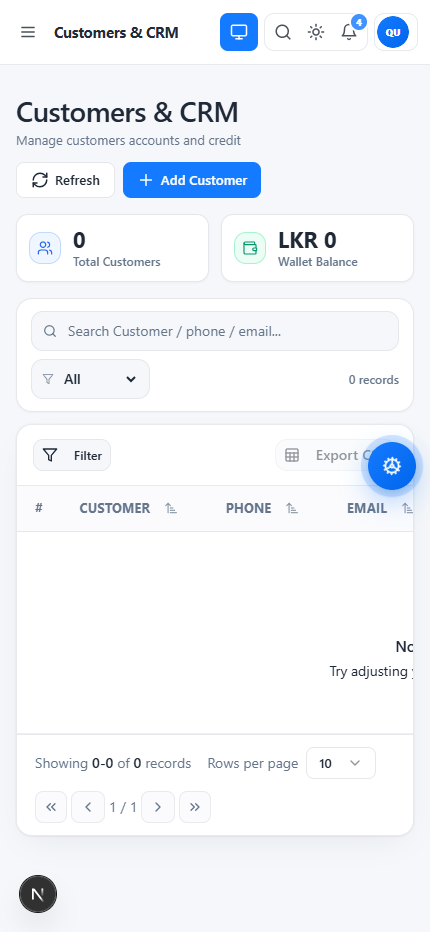 Customers & CRM
4
QU
Customers & CRM
Manage customers accounts and credit
Refresh
Add Customer
0
Total Customers
LKR 0
Wallet Balance
Search Customer / phone / email...
All
0 records
Filter
Export
# CUSTOMER PHONE EMAIL
No
Try adjusting
Showing 0-0 of 0 records Rows per page 10
1 / 1
N